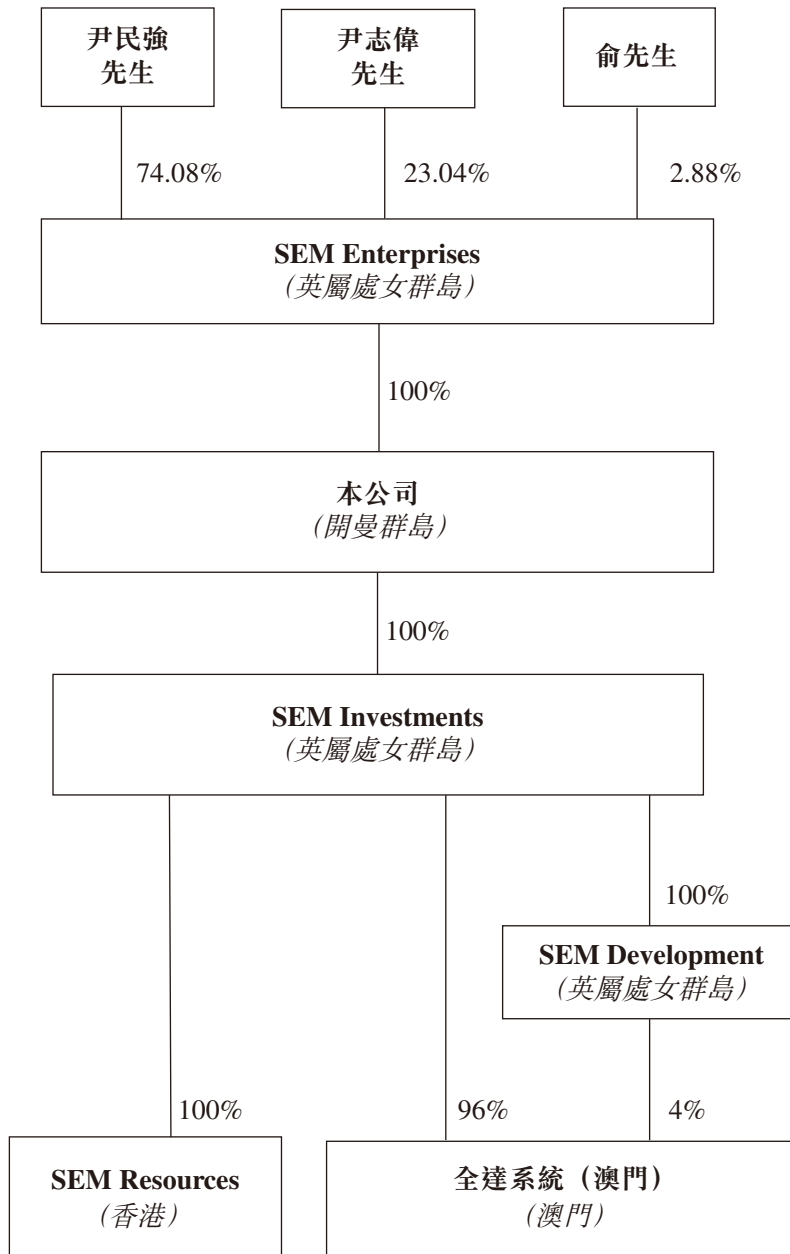 尹民強
先生
尹志偉
先生
俞先生
74.08%
23.04%
2.88%
SEM Enterprises
（英屬處女群島）
100%
本公司
（開曼群島）
100%
SEM Investments
（英屬處女群島）
100%
SEM Development
（英屬處女群島）
100%
96%
4%
SEM Resources
（香港）
全達系統（澳門）
（澳門）